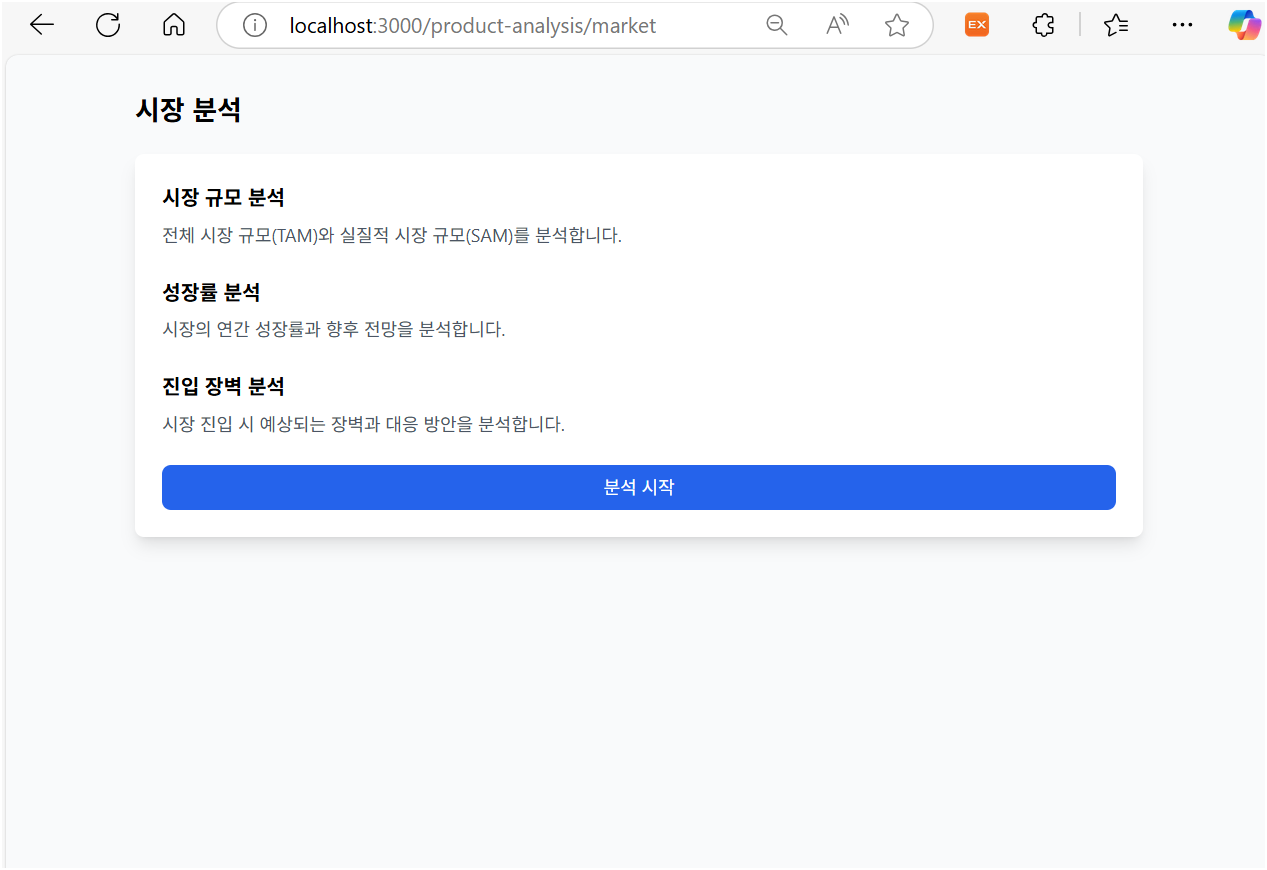 localhost:3000/product-analysis/market
EX
시장 분석
시장 규모 분석
전체 시장 규모(TAM)와 실질적 시장 규모(SAM)를 분석합니다.
성장률 분석
시장의 연간 성장률과 향후 전망을 분석합니다.
진입 장벽 분석
시장 진입 시 예상되는 장벽과 대응 방안을 분석합니다.
분석 시작